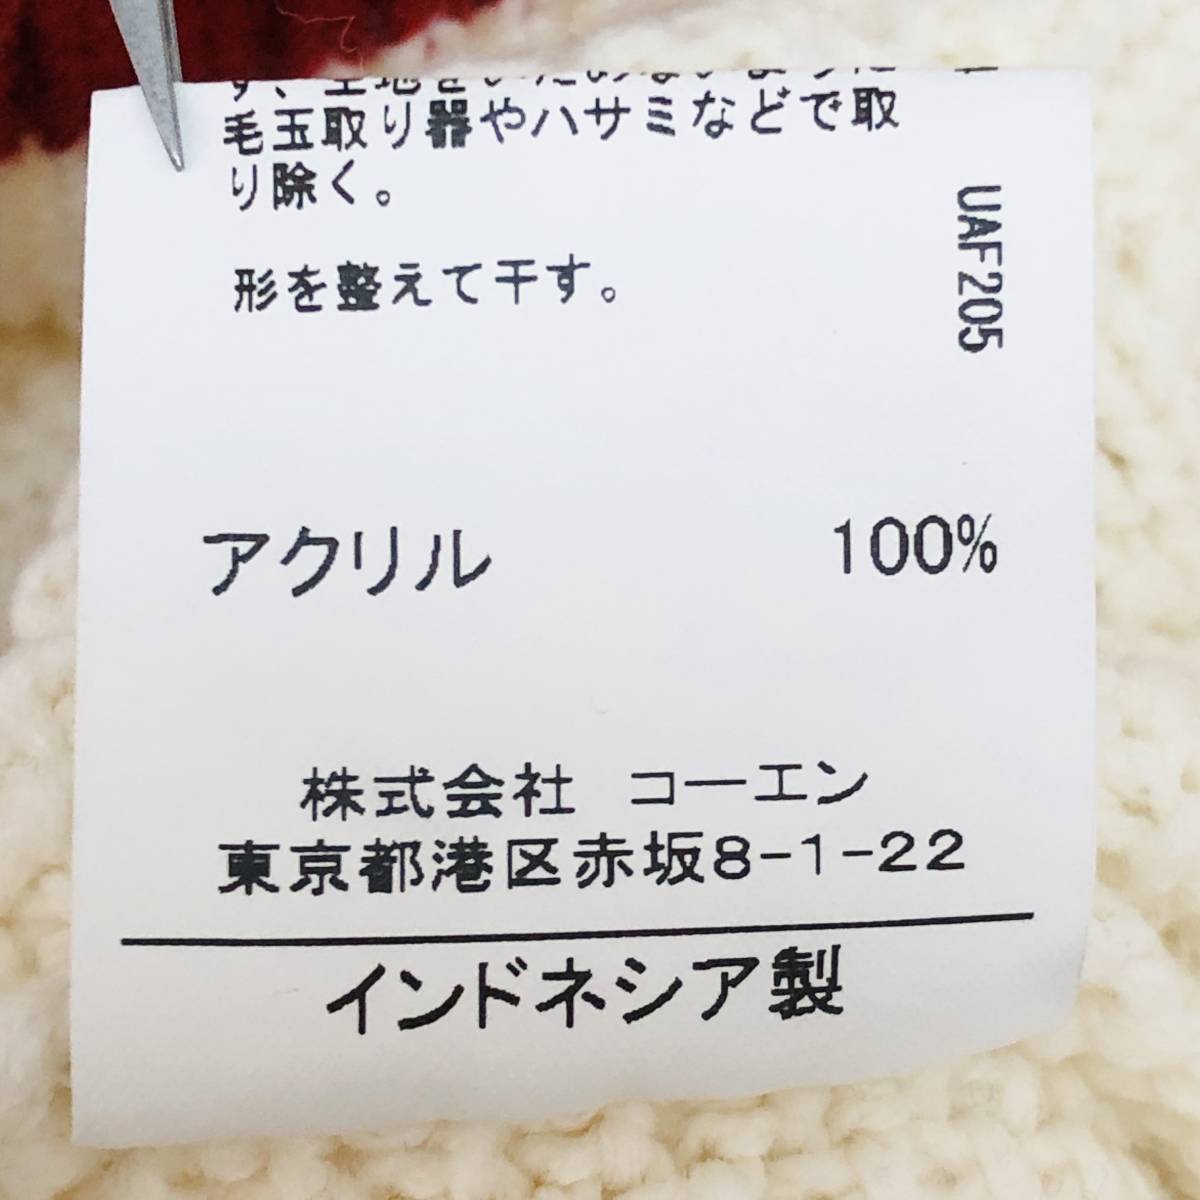 毛玉取り器やハサミなどで取
り除く。
形を整えて干す。
UAF205
アクリル 100%
株式会社 コーエン
東京都港区赤坂8-1-22
インドネシア製